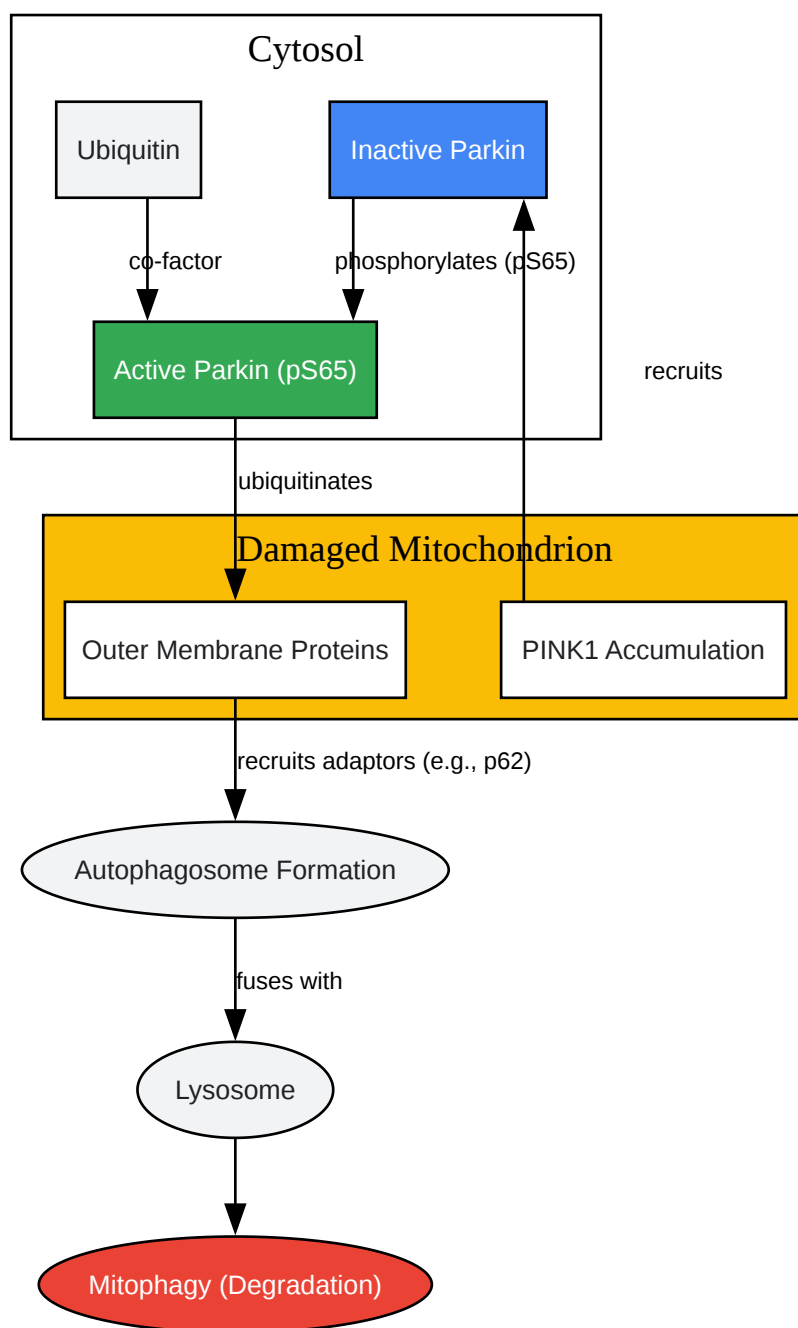 Cytosol
Ubiquitin
Inactive Parkin
co-factor
phosphorylates (pS65)
Active Parkin (pS65)
recruits
ubiquitinates
Damaged Mitochondrion
Outer Membrane Proteins
PINK1 Accumulation
recruits adaptors (e.g., p62)
Autophagosome Formation
fuses with
Lysosome
Mitophagy (Degradation)